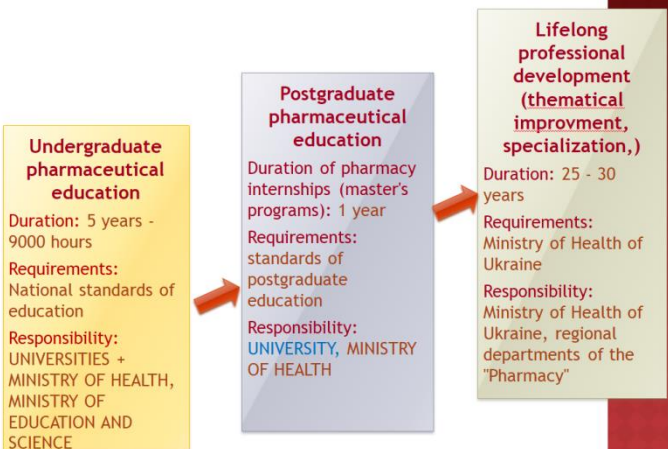 Undergraduate
pharmaceutical
education
Duration: 5 years -
9000 hours
Requirements:
National standards of
education
Responsibility:
UNIVERSITIES +
MINISTRY OF HEALTH,
MINISTRY OF
EDUCATION AND
SCIENCE
Postgraduate
pharmaceutical
education
Duration of pharmacy
internships (master's
programs): 1 year
Requirements:
standards of
postgraduate
education
Responsibility:
UNIVERSITY, MINISTRY
OF HEALTH
Lifelong
professional
development
(thematical
improvment,
specialization,)
Duration: 25 - 30
years
Requirements:
Ministry of Health of
Ukraine
Responsibility:
Ministry of Health of
Ukraine, regional
departments of the
"Pharmacy"